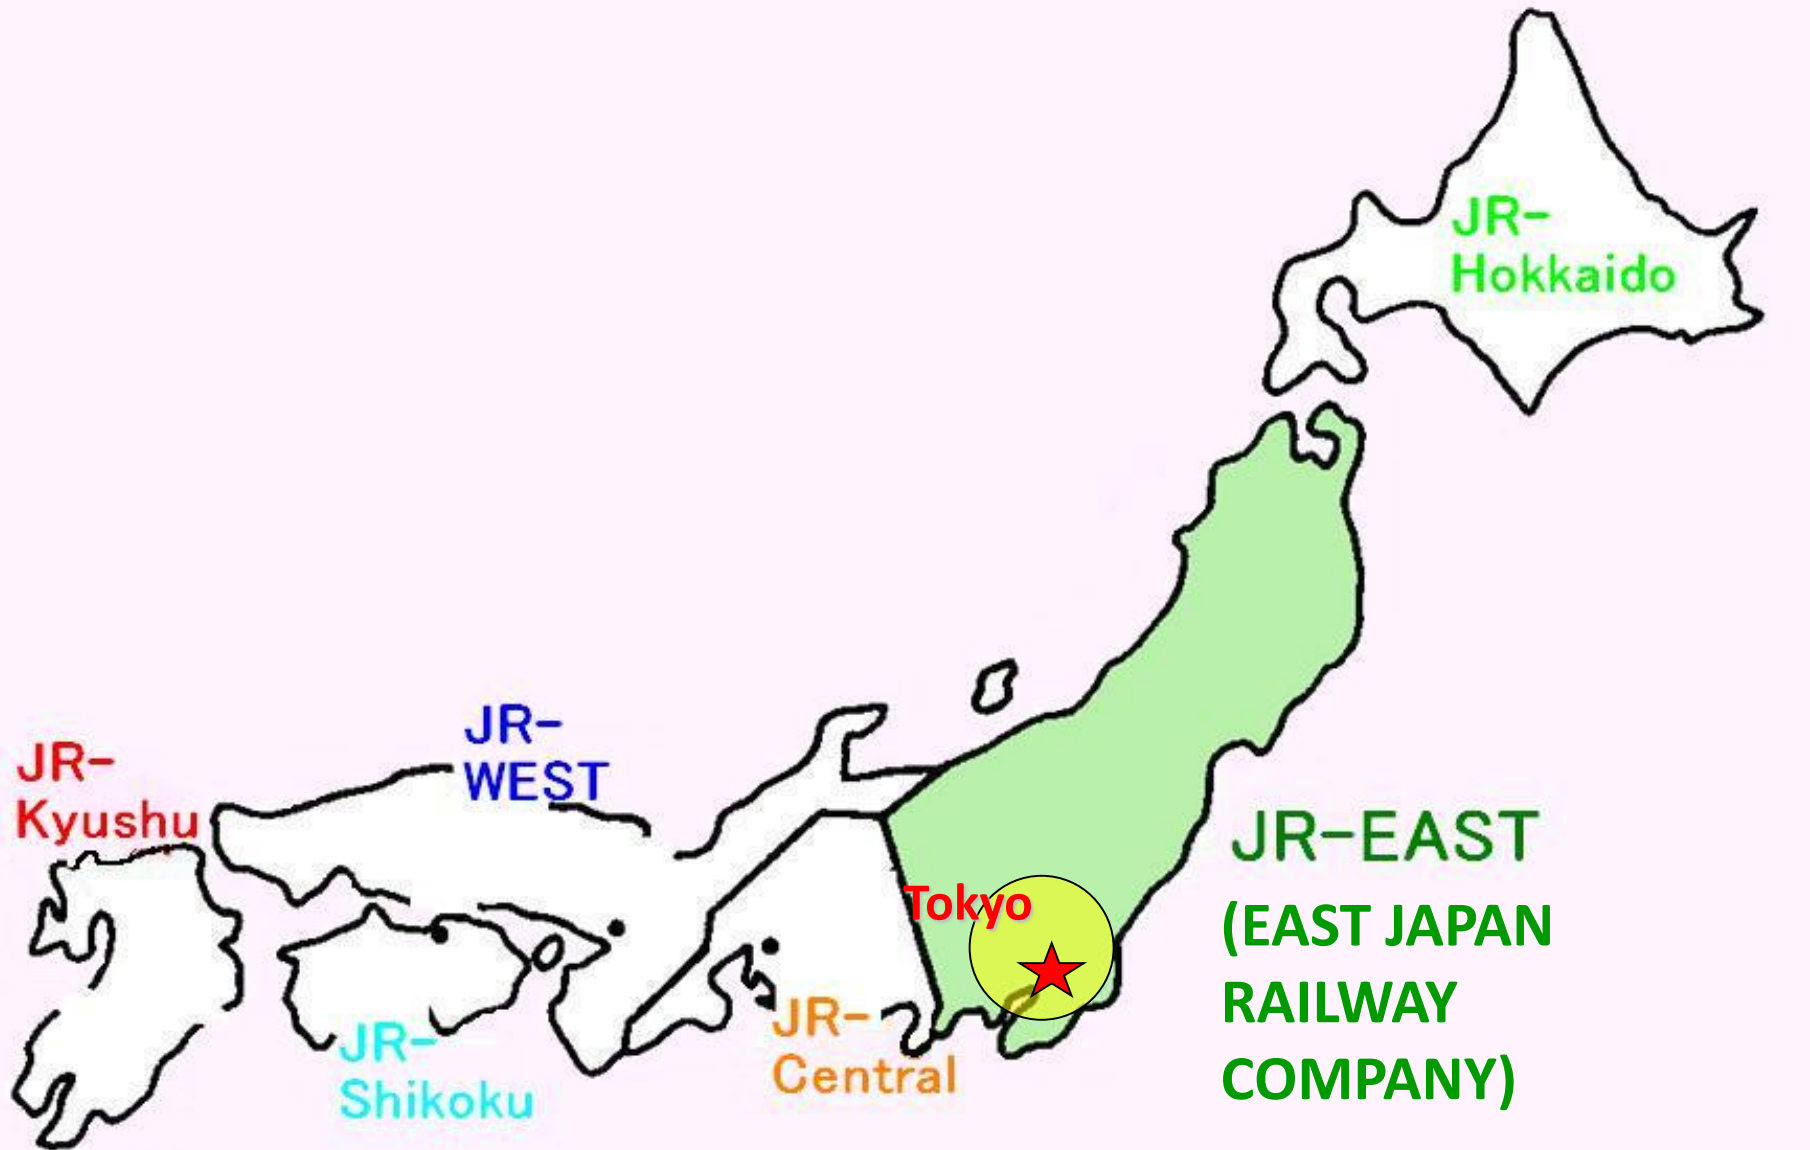 JR-
Hokkaido
JR-
WEST
JR-
Kyushu
JR-EAST
(EAST JAPAN
RAILWAY
COMPANY)
Tokyo
JR-
Central
JR-
Shikoku